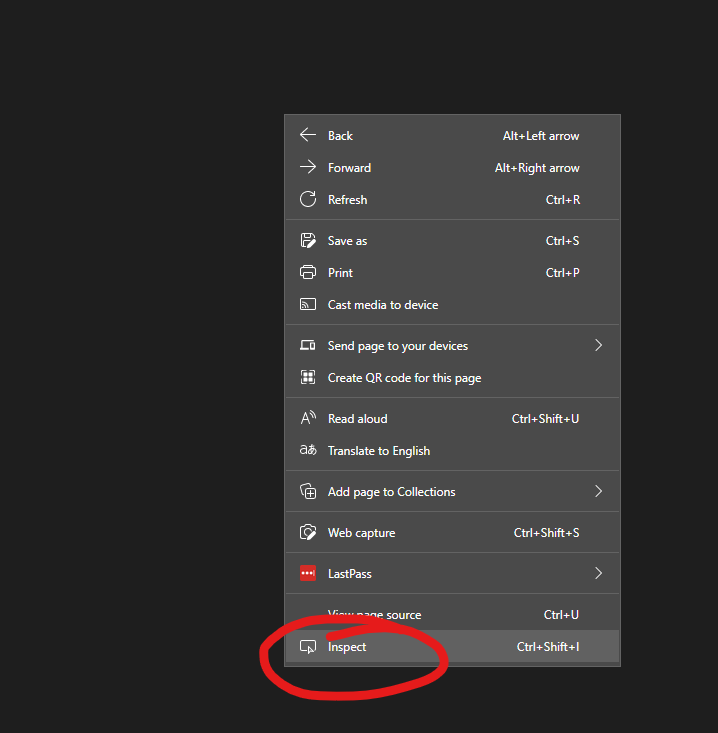 Back Alt+Left arrow
Forward Alt+Right arrow
Refresh Ctrl+R
Save as Ctrl+S
Print Ctrl+P
Cast media to device
Send page to your devices
Create QR code for this page
Read aloud Ctrl+Shift+U
Translate to English
Add page to Collections
Web capture Ctrl+Shift+S
LastPass
View page source Ctrl+U
Inspect Ctrl+Shift+I